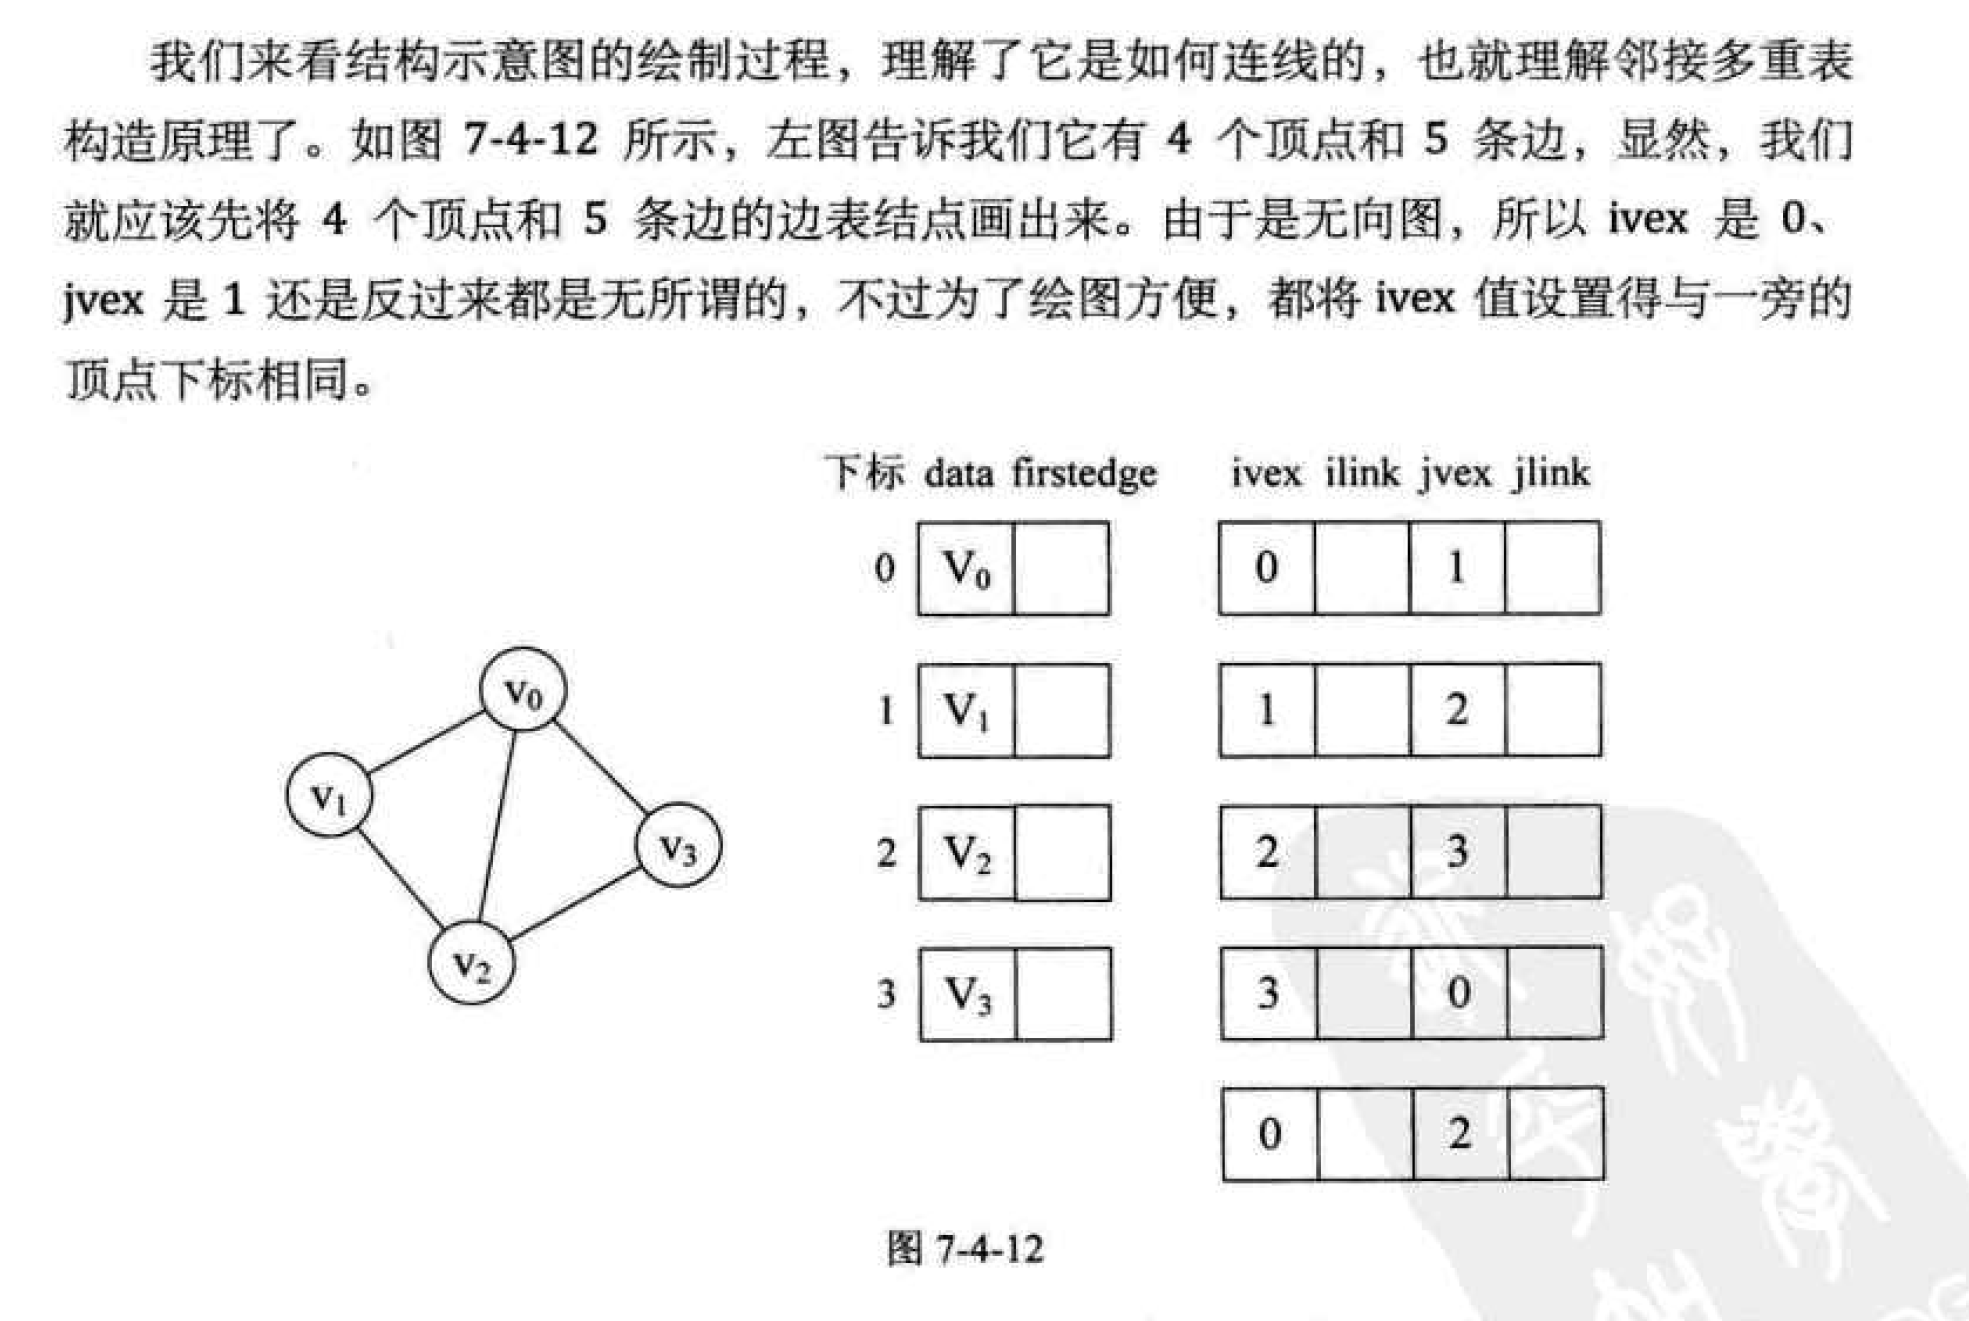 我们来看结构示意图的绘制过程，理解了它是如何连线的，也就理解邻接多重表
构造原理了。如图 7-4-12 所示，左图告诉我们它有 4 个顶点和 5 条边，显然，我们
就应该先将 4 个顶点和 5 条边的边表结点画出来。由于是无向图，所以 ivex 是 0、
jvex 是 1 还是反过来都是无所谓的，不过为了绘图方便，都将 ivex 值设置得与一旁的
顶点下标相同。
下标 data firstedge ivex ilink jvex jlink
0 V₀ 0 1
v₀
1 V₁ 1 2
v₁
2 V₂ 2 3
v₃
v₂
3 V₃ 3 0
0 2
图 7-4-12